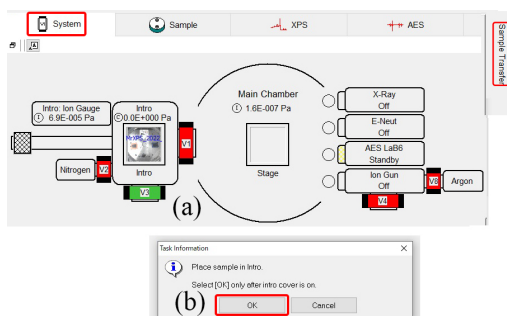 System
Sample
XPS
AES
Sample Transfer
Main Chamber
1.6E-007 Pa
Stage
Intro: Ion Gauge
6.9E-005 Pa
Intro
0.0E+000 Pa
Intro
V1
Nitrogen
V2
V3
X-Ray
Off
E-Neut
Off
AES LaB6
Standby
Ion Gun
Off
V8
Argon
V4
(a)
Task Information
Place sample in Intro.
Select [OK] only after intro cover is on.
OK
Cancel
(b)